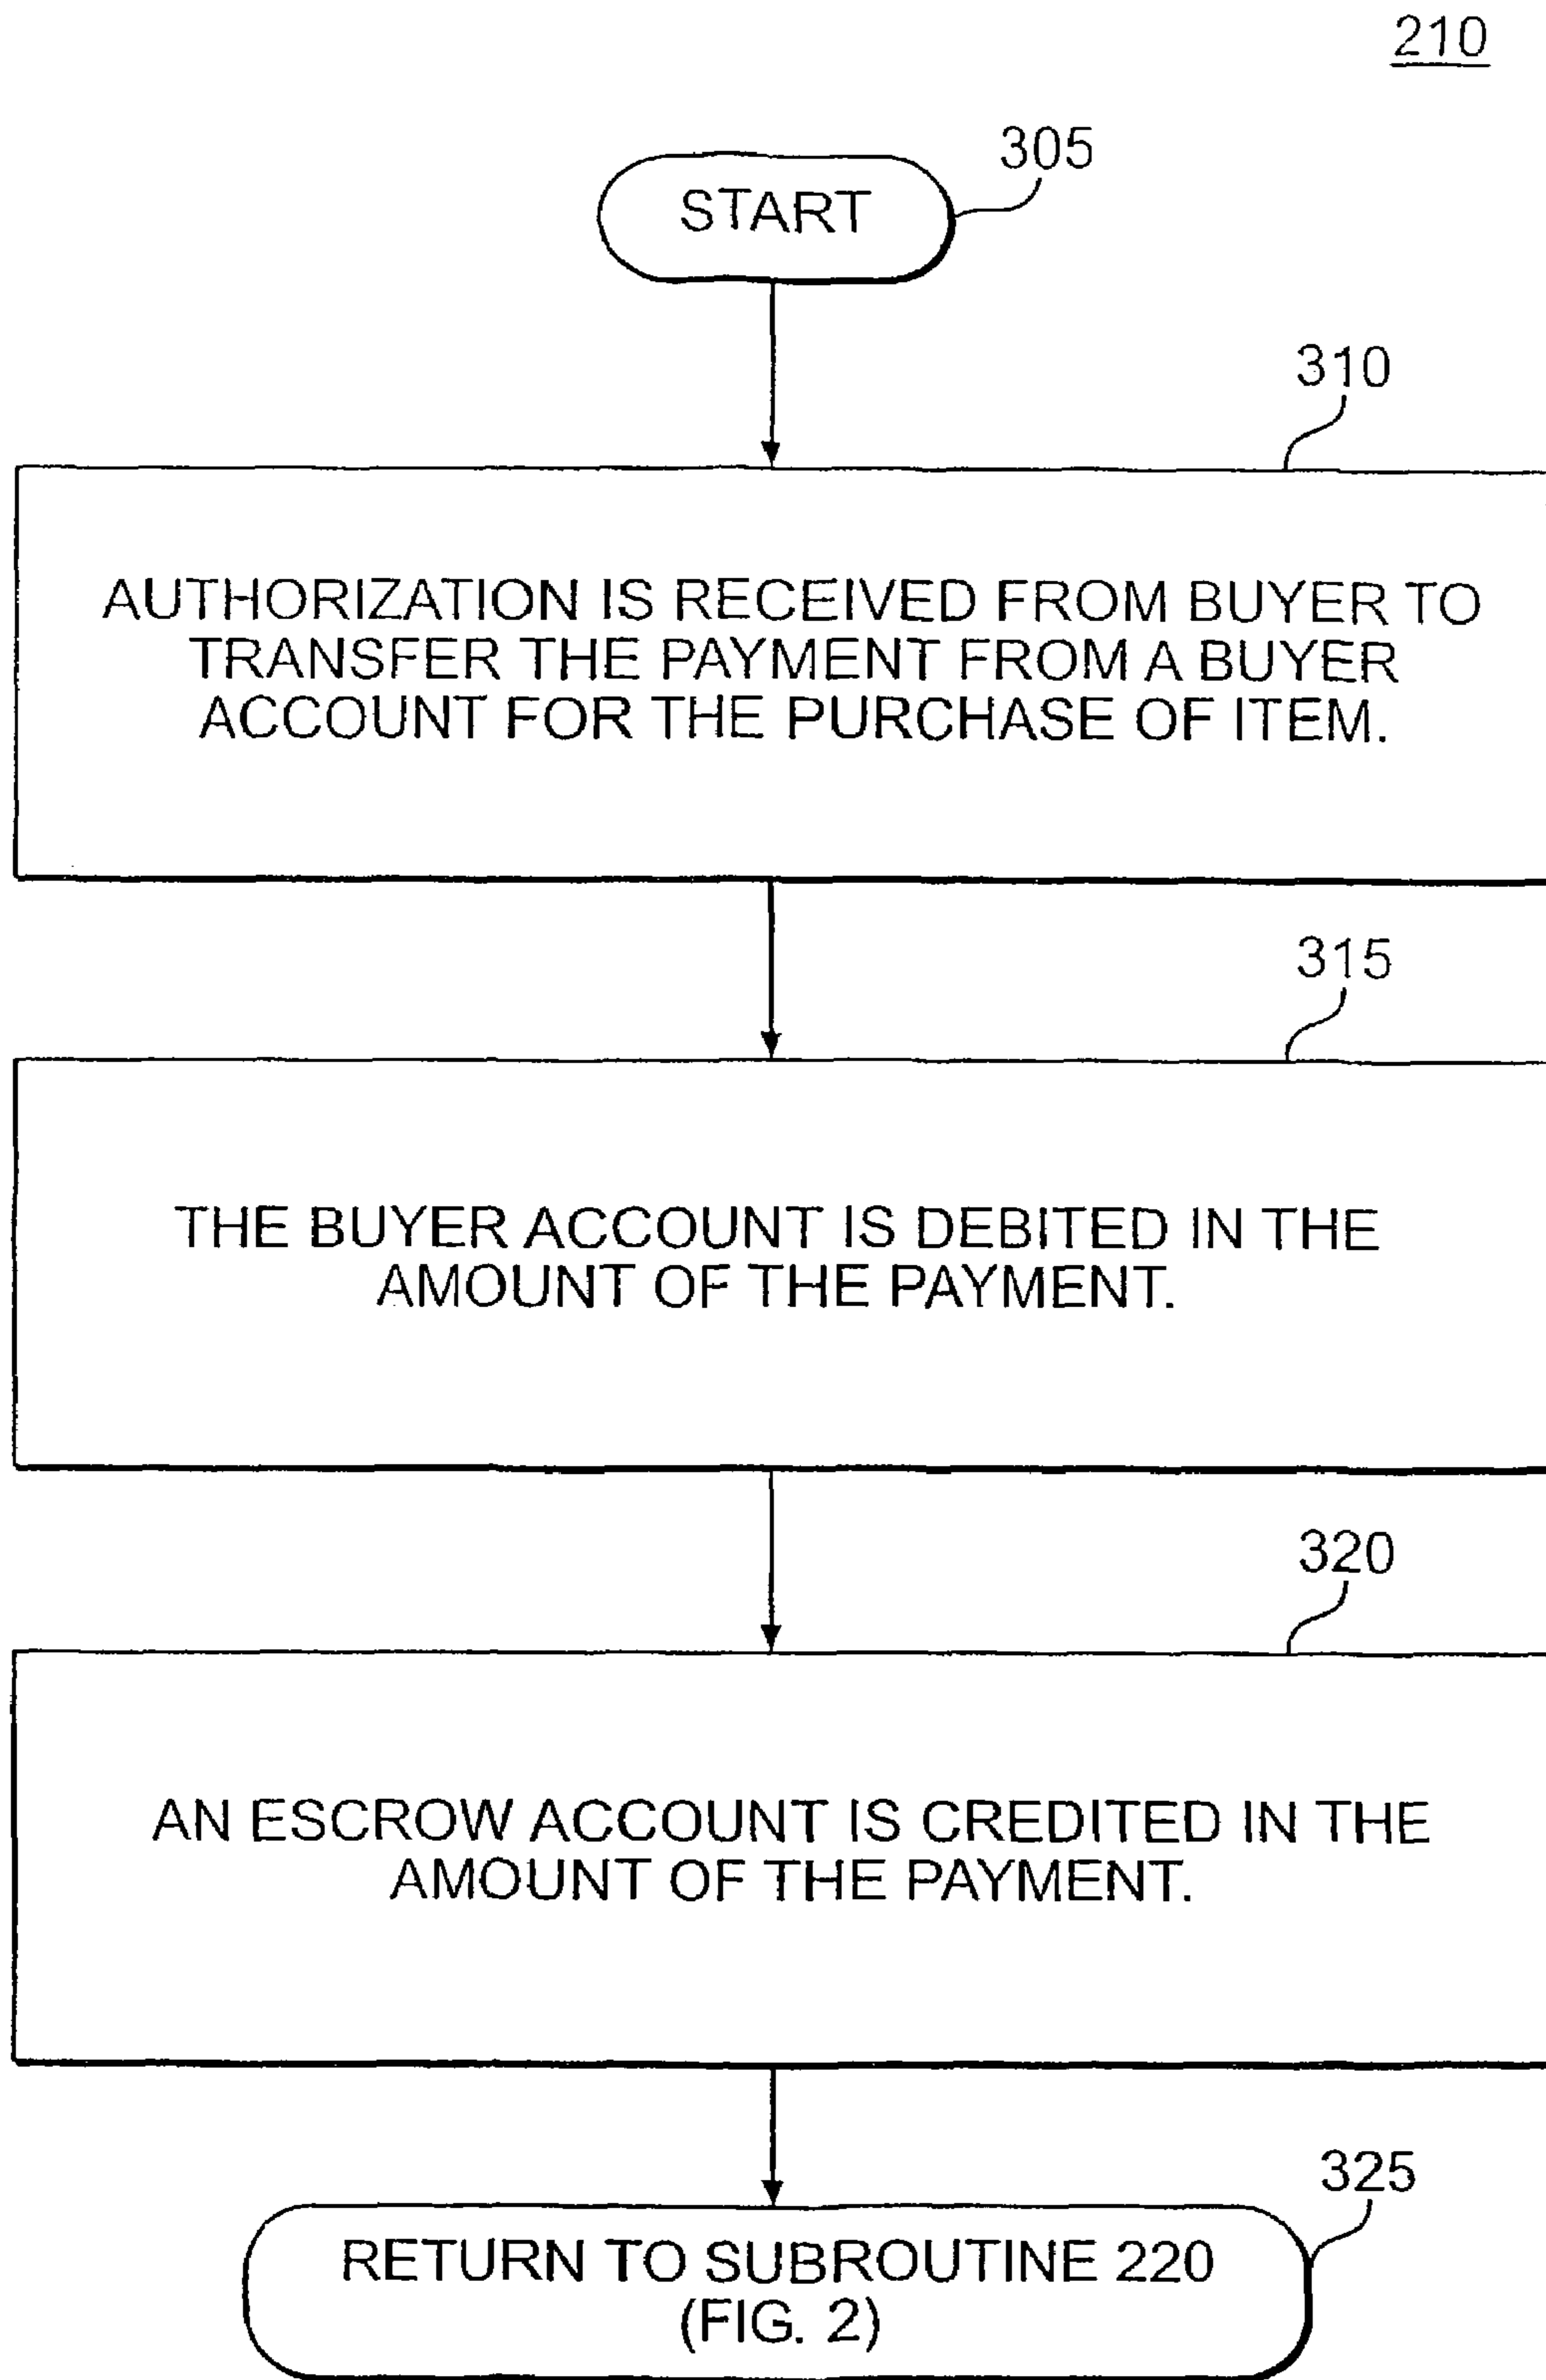 210
START
305
310
AUTHORIZATION IS RECEIVED FROM BUYER TO
TRANSFER THE PAYMENT FROM A BUYER
ACCOUNT FOR THE PURCHASE OF ITEM.
315
THE BUYER ACCOUNT IS DEBITED IN THE
AMOUNT OF THE PAYMENT.
320
AN ESCROW ACCOUNT IS CREDITED IN THE
AMOUNT OF THE PAYMENT.
325
RETURN TO SUBROUTINE 220
(FIG. 2)